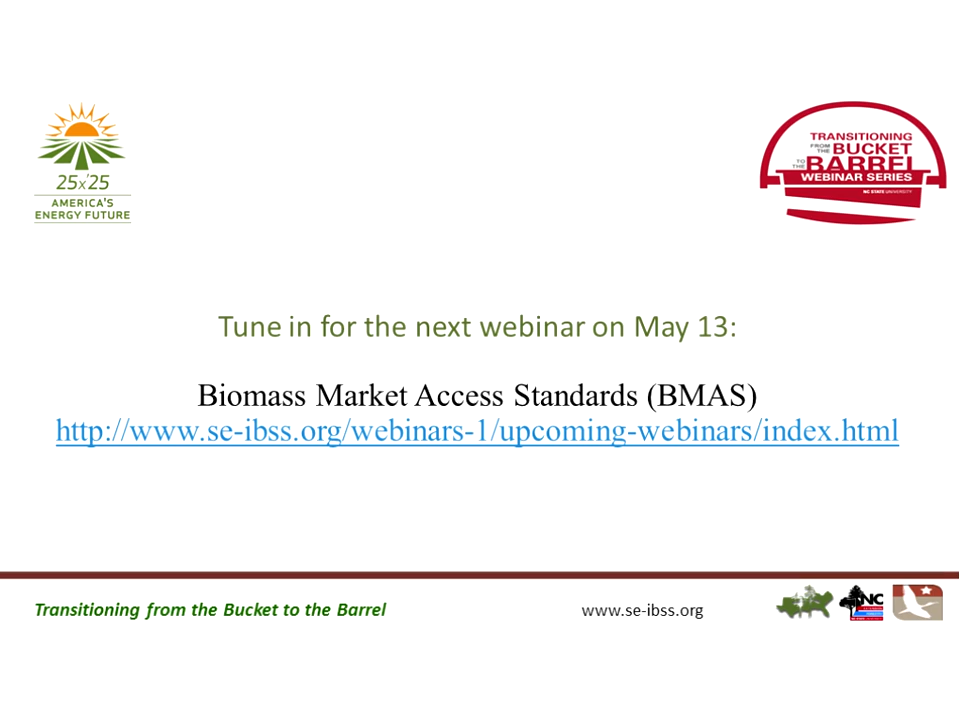 25x'25
AMERICA'S
ENERGY FUTURE
TRANSITIONING
FROM THE BUCKET
TO THE BARREL
WEBINAR SERIES
NC STATE UNIVERSITY
Tune in for the next webinar on May 13:
Biomass Market Access Standards (BMAS)
http://www.se-ibss.org/webinars-1/upcoming-webinars/index.html
Transitioning from the Bucket to the Barrel
www.se-ibss.org
NC